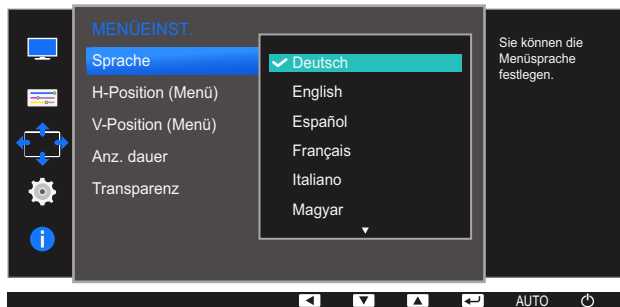 MENÜEINST.
Sprache
H-Position (Menü)
V-Position (Menü)
Anz. dauer
Transparenz
Deutsch
English
Español
Français
Italiano
Magyar
Sie können die
Menüsprache
festlegen.
AUTO